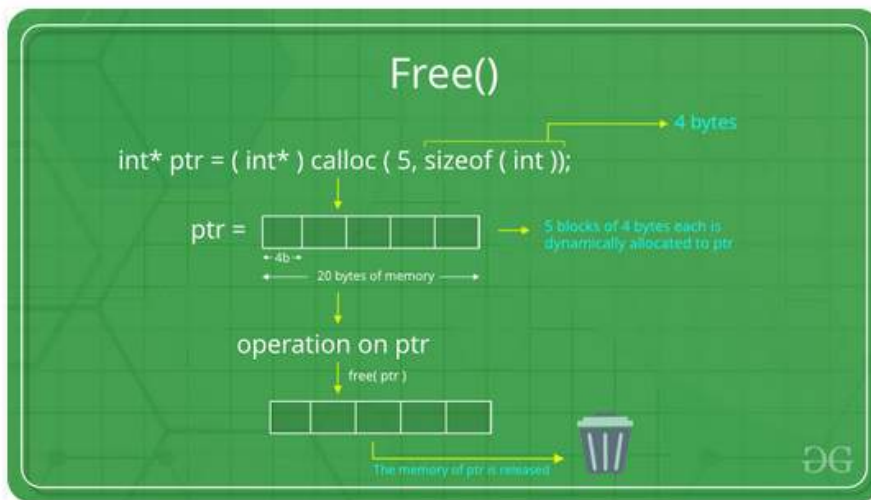 Free()
4 bytes
int* ptr = ( int* ) calloc ( 5, sizeof ( int ));
ptr =
5 blocks of 4 bytes each is
dynamically allocated to ptr
4b
20 bytes of memory
operation on ptr
free( ptr )
The memory of ptr is released